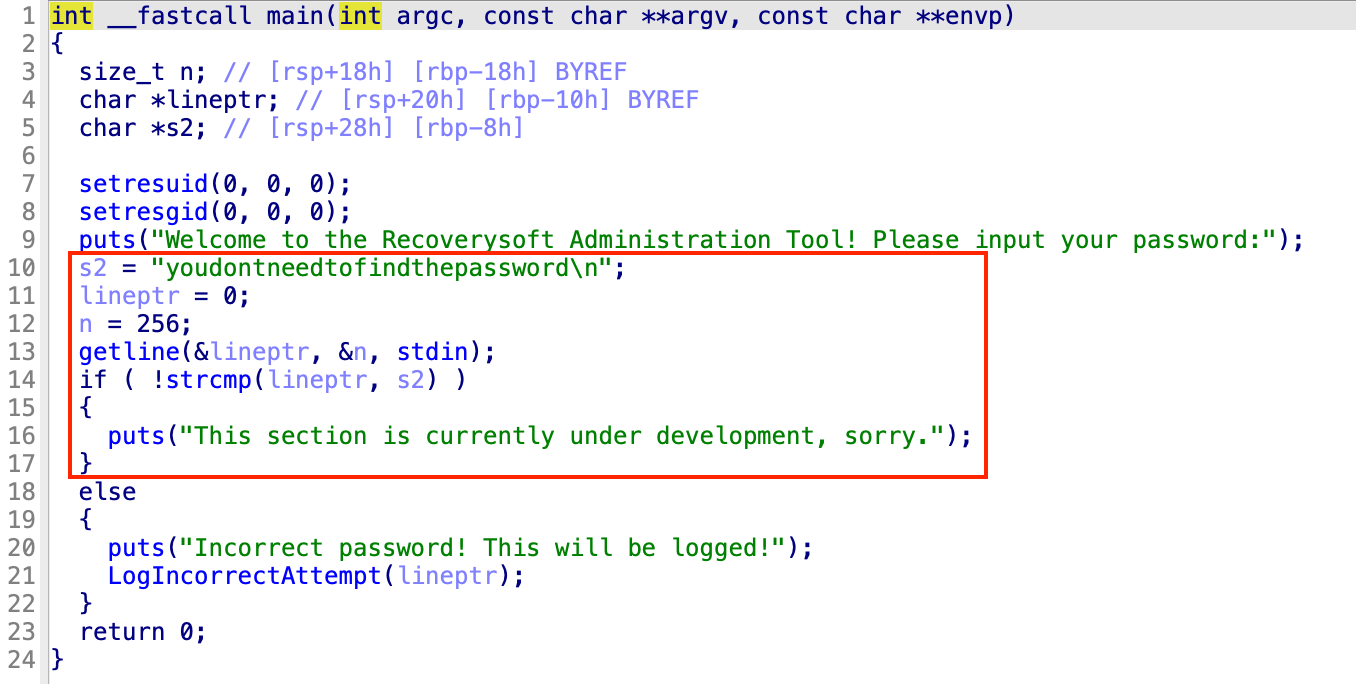 1 int __fastcall main(int argc, const char **argv, const char **envp)
2 {
3   size_t n; // [rsp+18h] [rbp-18h] BYREF
4   char *lineptr; // [rsp+20h] [rbp-10h] BYREF
5   char *s2; // [rsp+28h] [rbp-8h]
6
7   setresuid(0, 0, 0);
8   setresgid(0, 0, 0);
9   puts("Welcome to the Recoverysoft Administration Tool! Please input your password:");
10   s2 = "youdontneedtofindthepassword\n";
11   lineptr = 0;
12   n = 256;
13   getline(&lineptr, &n, stdin);
14   if ( !strcmp(lineptr, s2) )
15   {
16     puts("This section is currently under development, sorry.");
17   }
18   else
19   {
20     puts("Incorrect password! This will be logged!");
21     LogIncorrectAttempt(lineptr);
22   }
23   return 0;
24 }